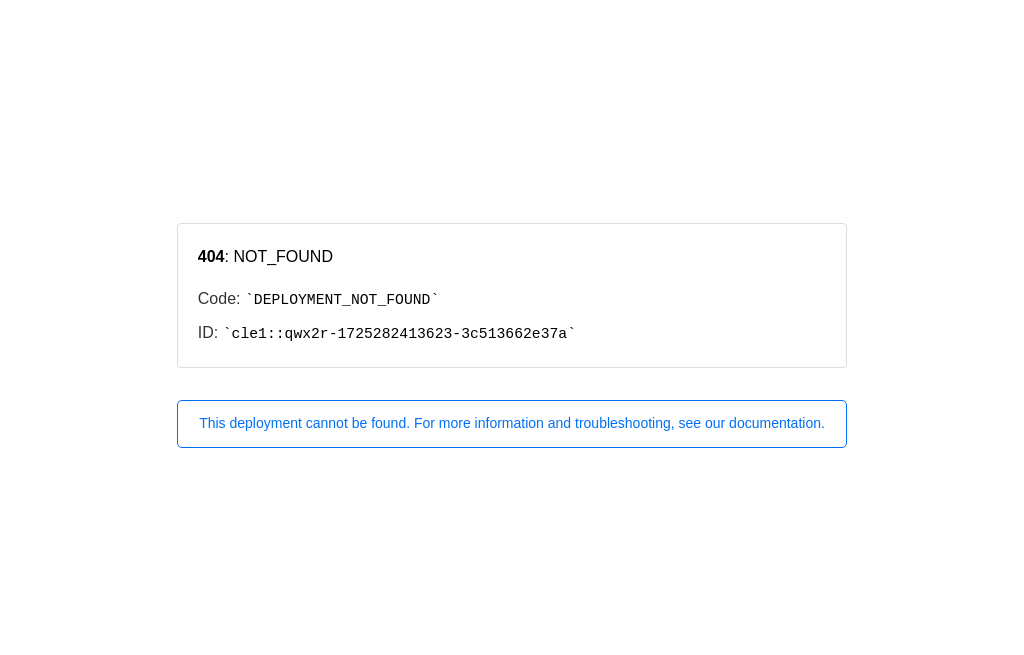 404: NOT_FOUND
Code: `DEPLOYMENT_NOT_FOUND`
ID: `cle1::qwx2r-1725282413623-3c513662e37a`
This deployment cannot be found. For more information and troubleshooting, see our documentation.